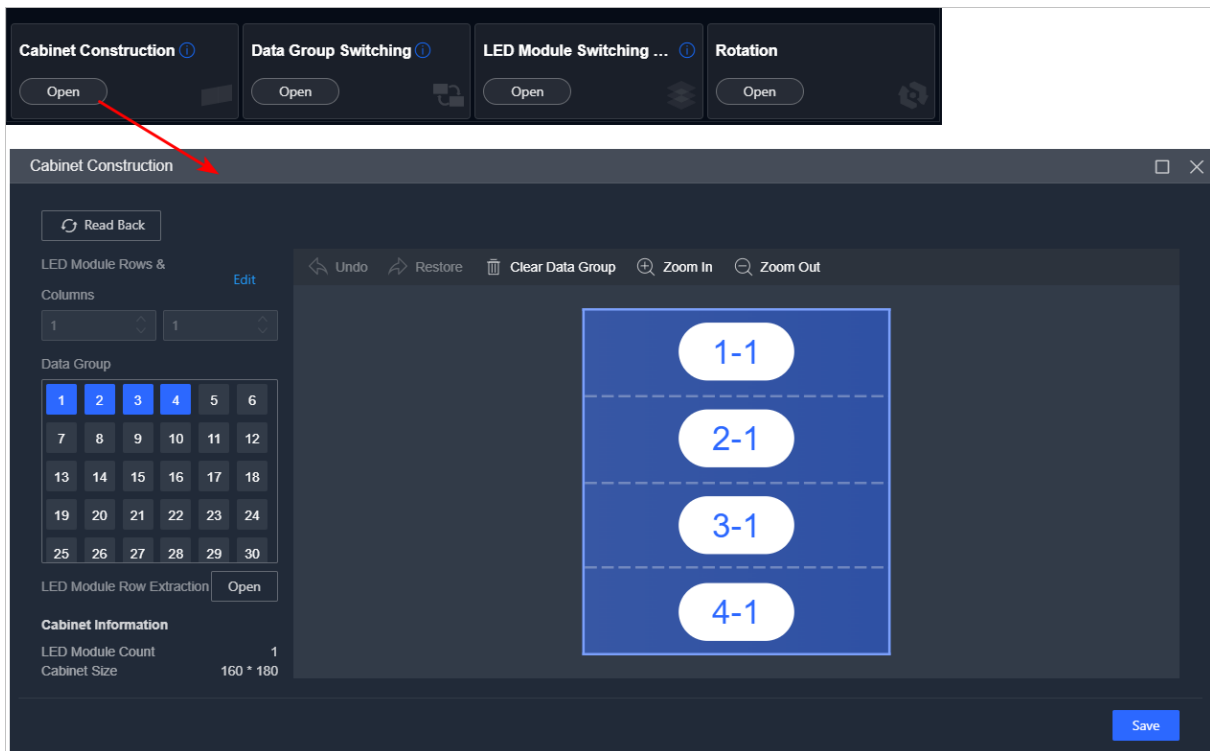 Cabinet Construction
Data Group Switching
LED Module Switching ...
Rotation
Open
Open
Open
Open
Cabinet Construction
Read Back
LED Module Rows &
Columns
Edit
1
1
Data Group
1 2 3 4 5 6
7 8 9 10 11 12
13 14 15 16 17 18
19 20 21 22 23 24
25 26 27 28 29 30
LED Module Row Extraction Open
Cabinet Information
LED Module Count 1
Cabinet Size 160 * 180
Undo Restore Clear Data Group Zoom In Zoom Out
1-1
2-1
3-1
4-1
Save